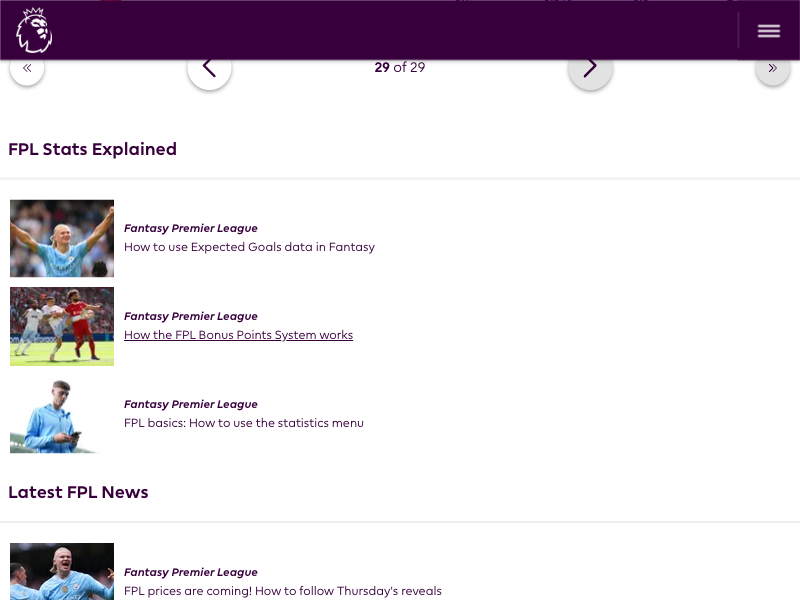 «
29 of 29
»
FPL Stats Explained
Fantasy Premier League
How to use Expected Goals data in Fantasy
Fantasy Premier League
How the FPL Bonus Points System works
Fantasy Premier League
FPL basics: How to use the statistics menu
Latest FPL News
Fantasy Premier League
FPL prices are coming! How to follow Thursday's reveals